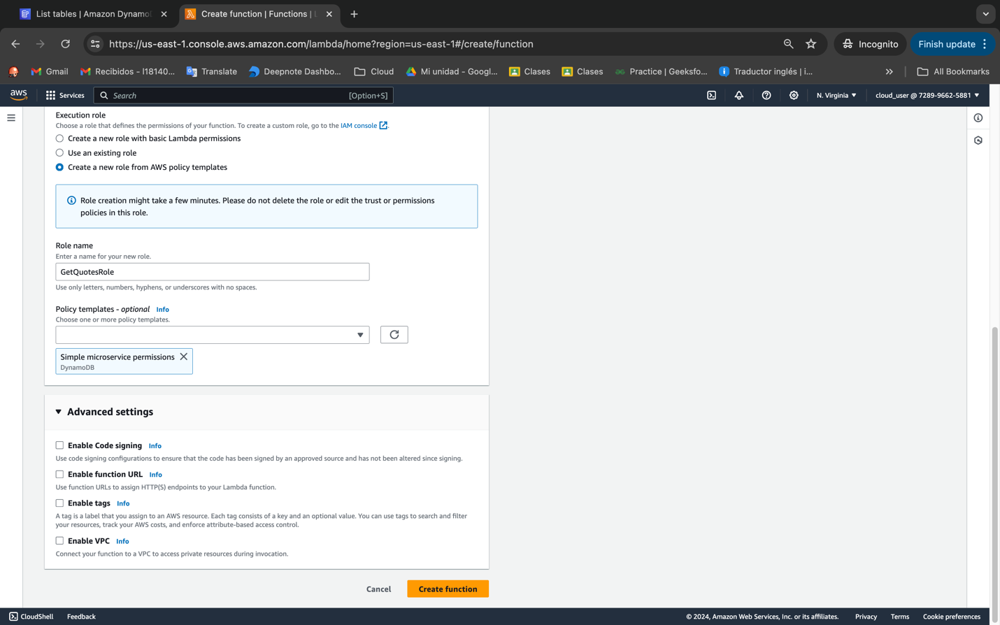 List tables | Amazon Dynamo
Create function | Functions |
https://us-east-1.console.aws.amazon.com/lambda/home?region=us-east-1#/create/function
Incognito
Finish update
Gmail
Recibidos - l18140...
Translate
Deepnote Dashbo...
Cloud
Mi unidad - Googl...
Clases
Clases
Practice | Geeksfo...
Traductor inglés | i...
All Bookmarks
aws
Services
Search
[Option+S]
N. Virginia
cloud_user @ 7289-9662-5881
Execution role
Choose a role that defines the permissions of your function. To create a custom role, go to the IAM console.
Create a new role with basic Lambda permissions
Use an existing role
Create a new role from AWS policy templates
Role creation might take a few minutes. Please do not delete the role or edit the trust or permissions
policies in this role.
Role name
Enter a name for your new role.
GetQuotesRole
Use only letters, numbers, hyphens, or underscores with no spaces.
Policy templates - optional Info
Choose one or more policy templates.
Simple microservice permissions
DynamoDB
Advanced settings
Enable Code signing Info
Use code signing configurations to ensure that the code has been signed by an approved source and has not been altered since signing.
Enable function URL Info
Use function URLs to assign HTTP(S) endpoints to your Lambda function.
Enable tags Info
A tag is a label that you assign to an AWS resource. Each tag consists of a key and an optional value. You can use tags to search and filter
your resources, track your AWS costs, and enforce attribute-based access control.
Enable VPC Info
Connect your function to a VPC to access private resources during invocation.
Cancel
Create function
CloudShell
Feedback
© 2024, Amazon Web Services, Inc. or its affiliates.
Privacy
Terms
Cookie preferences